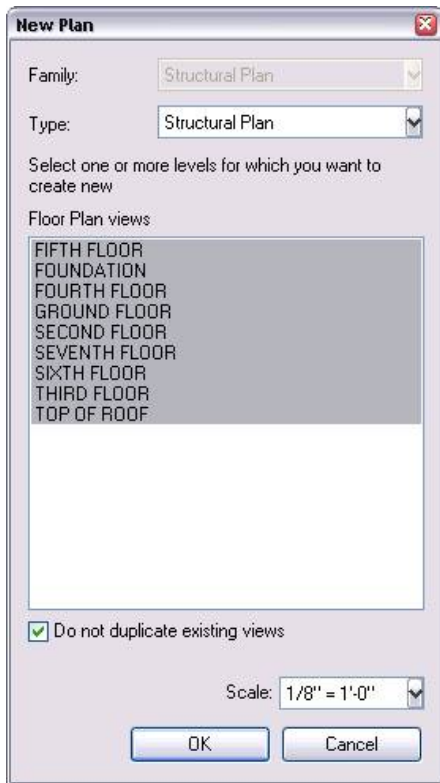 New Plan
Family: Structural Plan
Type: Structural Plan
Select one or more levels for which you want to
create new
Floor Plan views
FIFTH FLOOR
FOUNDATION
FOURTH FLOOR
GROUND FLOOR
SECOND FLOOR
SEVENTH FLOOR
SIXTH FLOOR
THIRD FLOOR
TOP OF ROOF
Do not duplicate existing views
Scale: 1/8" = 1'-0"
OK Cancel